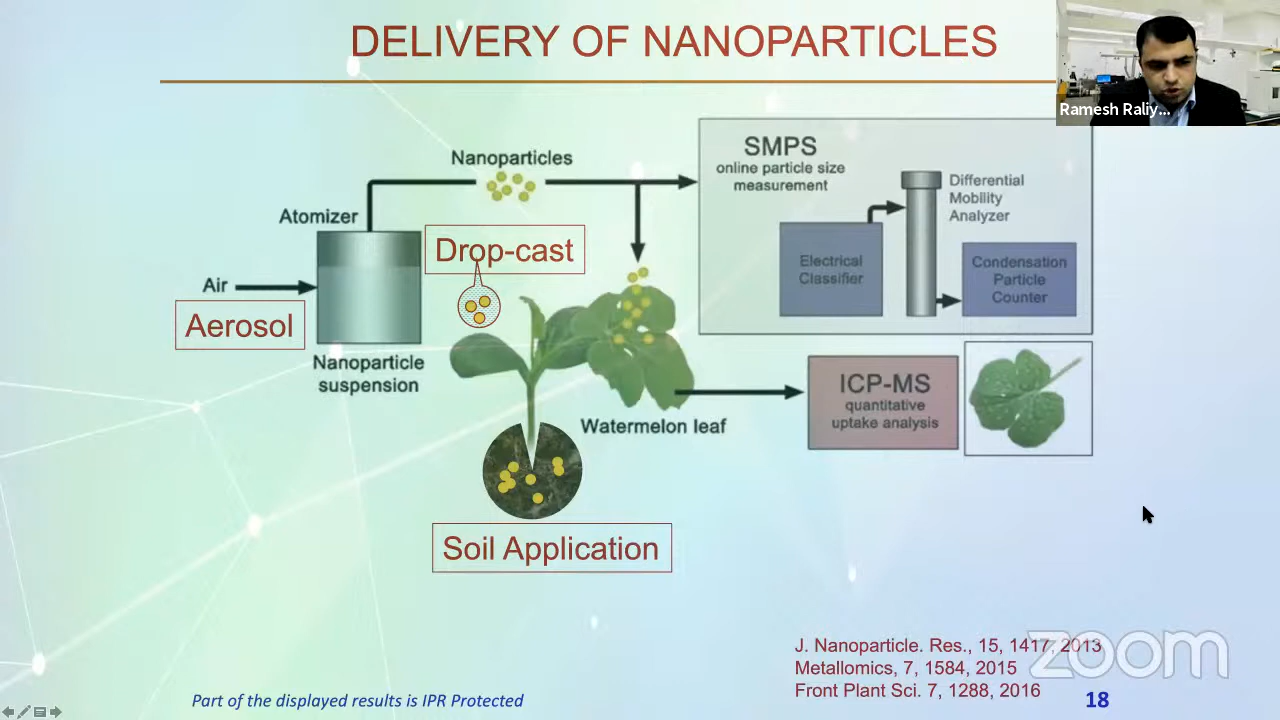 DELIVERY OF NANOPARTICLES
Ramesh Raliy...
Nanoparticles
SMPS
online particle size
measurement
Differential
Mobility
Analyzer
Atomizer
Drop-cast
Electrical
Classifier
Condensation
Particle
Counter
Air
Aerosol
Nanoparticle
suspension
ICP-MS
quantitative
uptake analysis
Watermelon leaf
Soil Application
J. Nanoparticle. Res., 15, 1417, 2013
Metallomics, 7, 1584, 2015
Front Plant Sci. 7, 1288, 2016
zoom
Part of the displayed results is IPR Protected
18